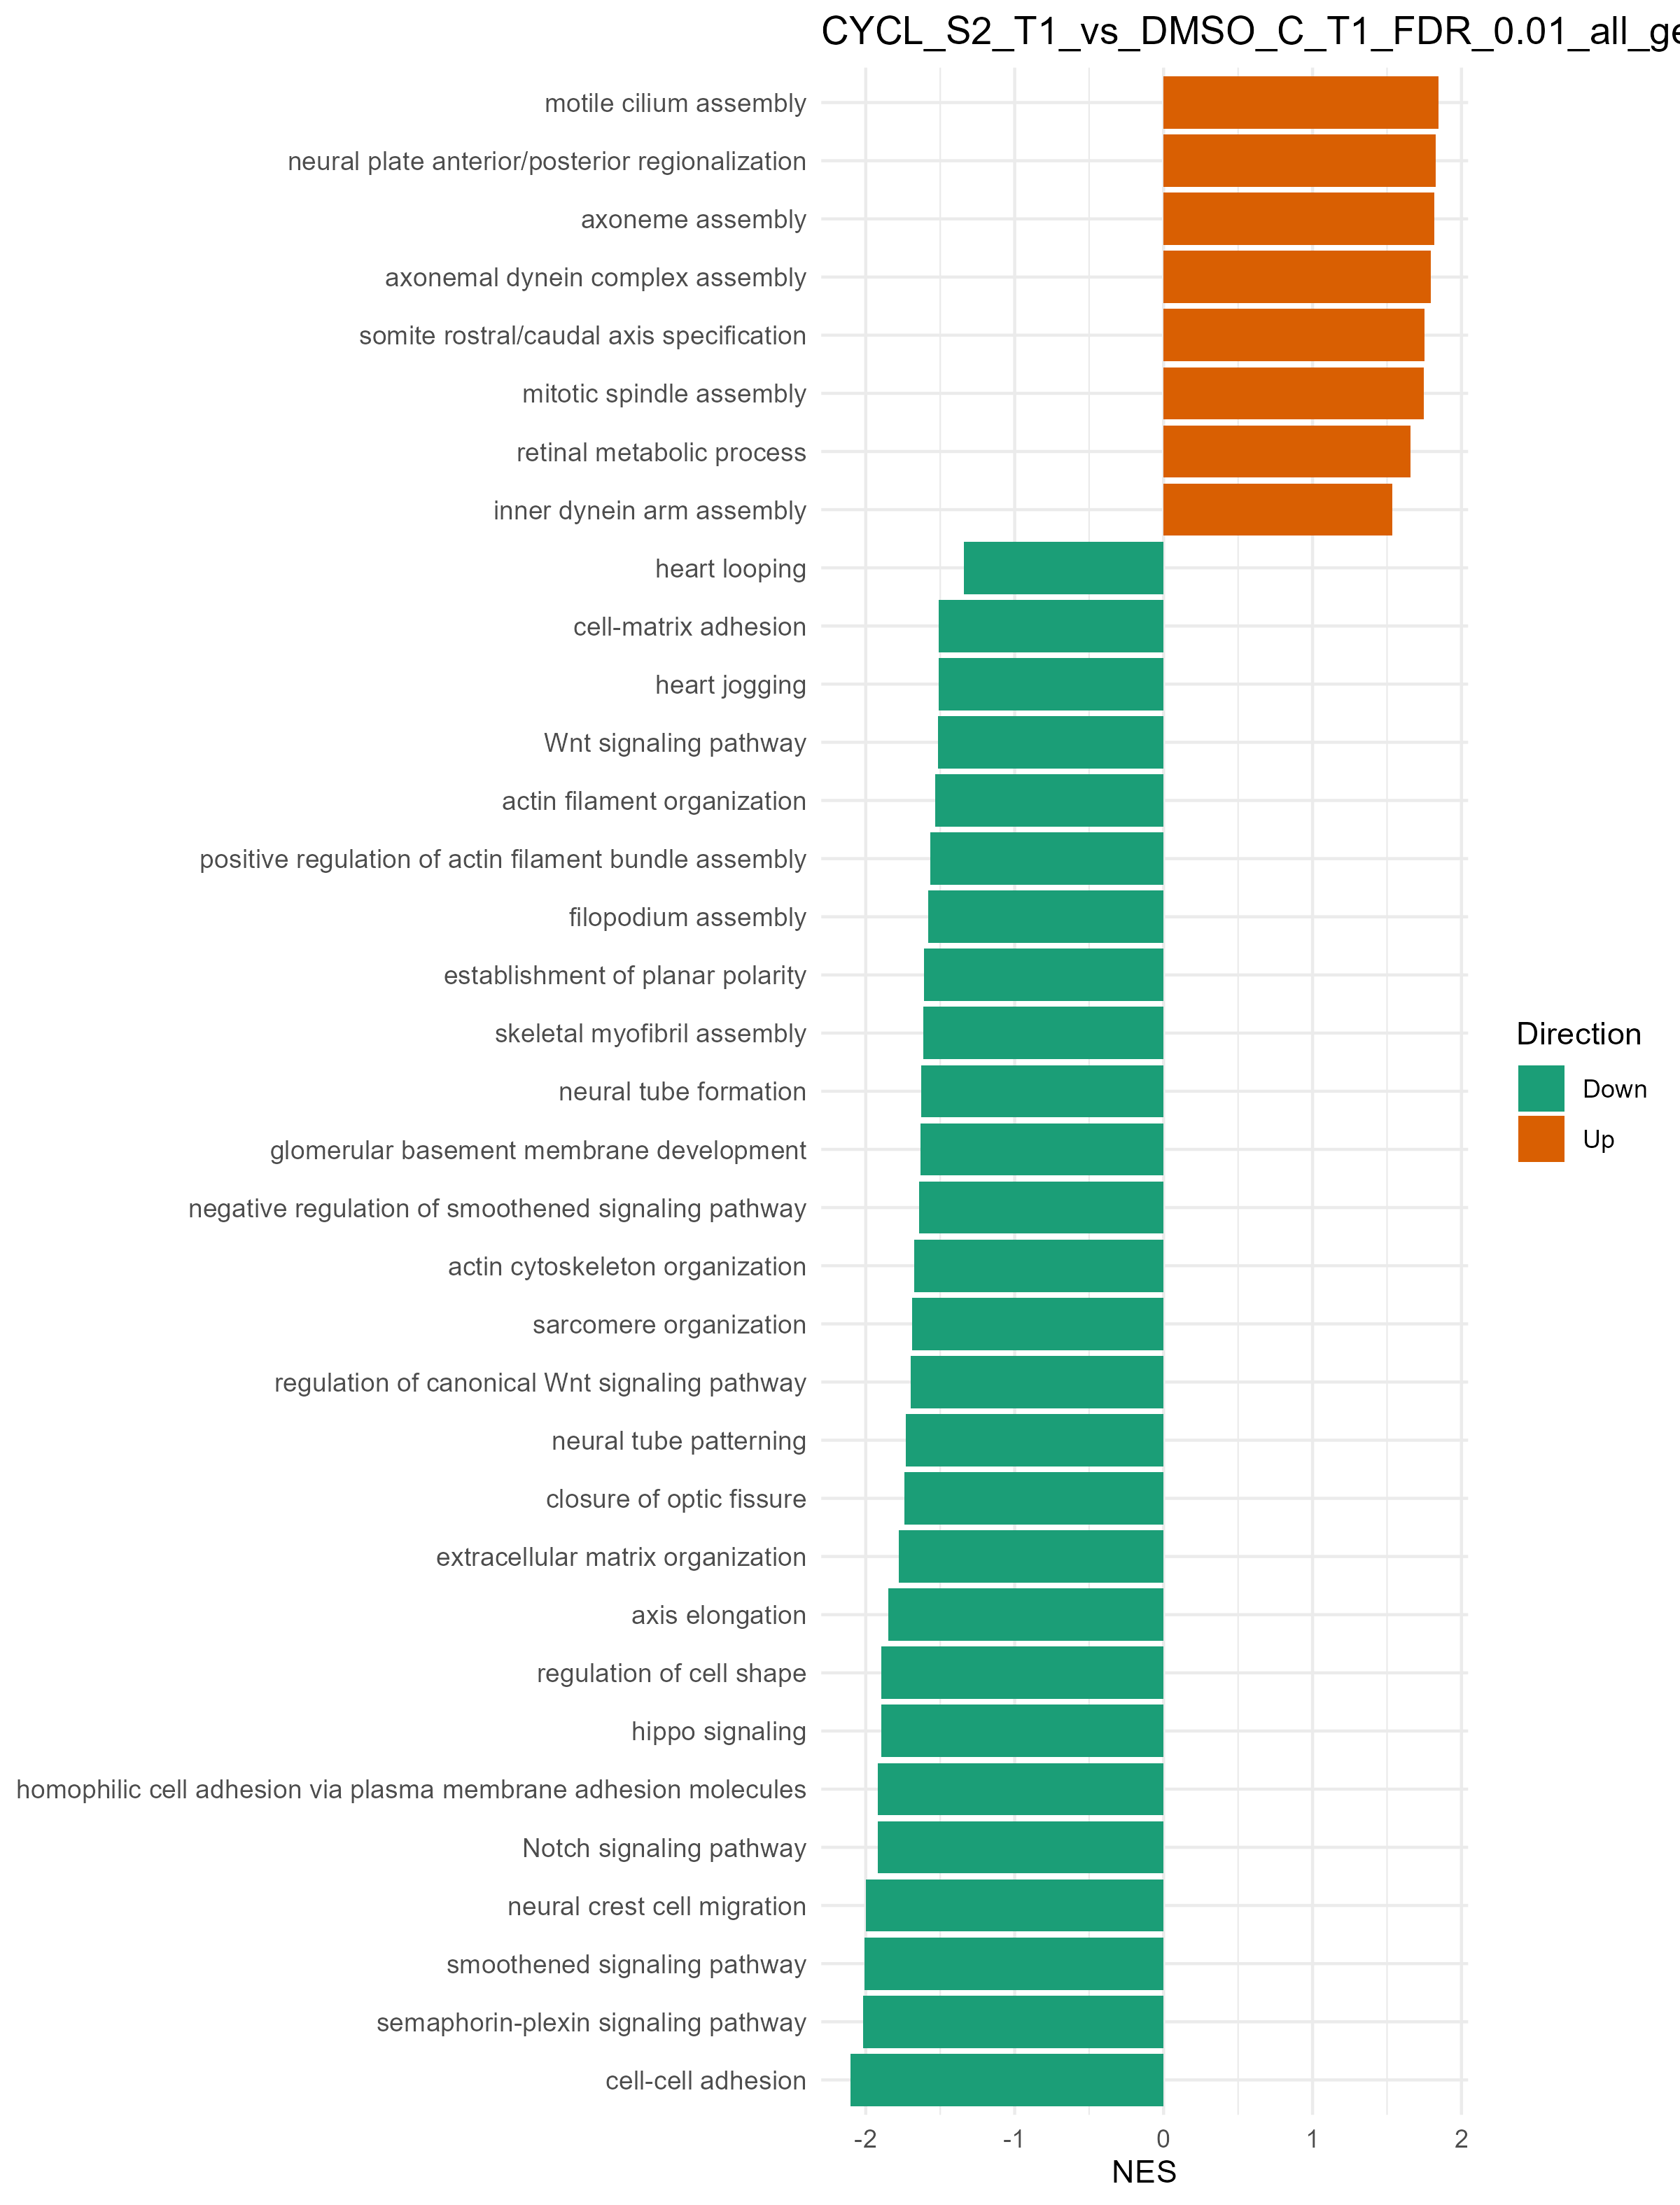 CYCL_S2_T1_vs_DMSO_C_T1_FDR_0.01_all_ge
motile cilium assembly
neural plate anterior/posterior regionalization
axoneme assembly
axonemal dynein complex assembly
somite rostral/caudal axis specification
mitotic spindle assembly
retinal metabolic process
inner dynein arm assembly
heart looping
cell-matrix adhesion
heart jogging
Wnt signaling pathway
actin filament organization
positive regulation of actin filament bundle assembly
filopodium assembly
establishment of planar polarity
skeletal myofibril assembly
neural tube formation
glomerular basement membrane development
negative regulation of smoothened signaling pathway
actin cytoskeleton organization
sarcomere organization
regulation of canonical Wnt signaling pathway
neural tube patterning
closure of optic fissure
extracellular matrix organization
axis elongation
regulation of cell shape
hippo signaling
homophilic cell adhesion via plasma membrane adhesion molecules
Notch signaling pathway
neural crest cell migration
smoothened signaling pathway
semaphorin-plexin signaling pathway
cell-cell adhesion
-2 -1 0 1 2
NES
Direction
Down
Up